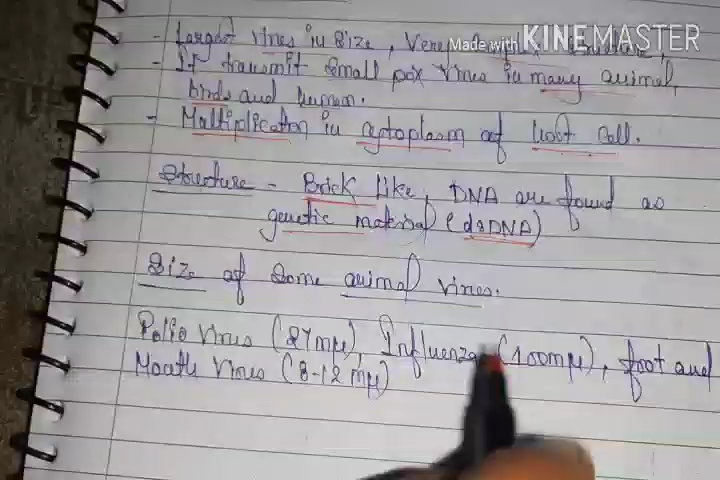 - Largest virus in size, Very
Made with KINEMASTER
- It transmit small pox virus in many animal,
birds and human.
- Multiplication in cytoplasm of host cell.
Structure - Brick like, DNA are found as
genetic material (dsDNA)
Size of some animal virus.
Polio virus (27mμ), Influenza (100mμ), foot and
Mouth virus (8-12mμ)